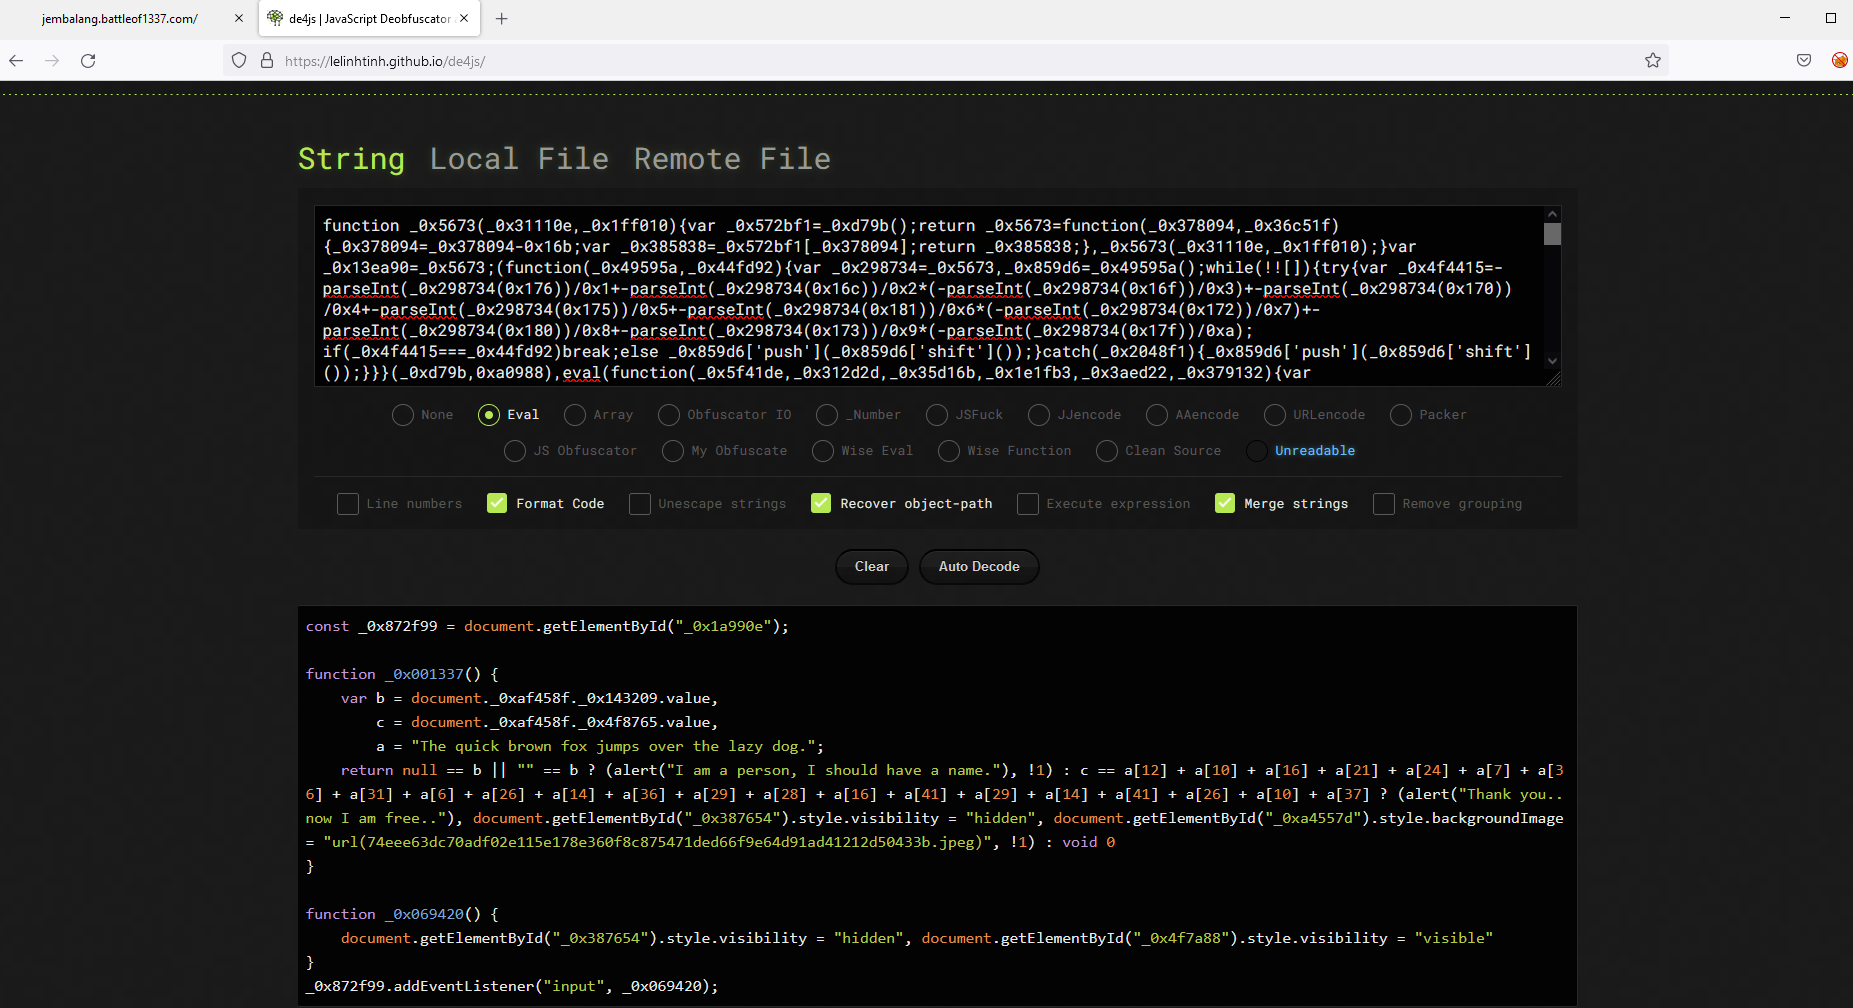 jembalang.battleof1337.com/
de4js | JavaScript Deobfuscator
https://lelinhtinh.github.io/de4js/
String Local File Remote File
function _0x5673(_0x31110e,_0x1ff010){var _0x572bf1=_0xd79b();return _0x5673=function(_0x378094,_0x36c51f)
{_0x378094=_0x378094-0x16b;var _0x385838=_0x572bf1[_0x378094];return _0x385838;},_0x5673(_0x31110e,_0x1ff010);}var
_0x13ea90=_0x5673;(function(_0x49595a,_0x44fd92){var _0x298734=_0x5673,_0x859d6=_0x49595a();while(!![]){try{var _0x4f4415=-
parseInt(_0x298734(0x176))/0x1+-parseInt(_0x298734(0x16c))/0x2*(-parseInt(_0x298734(0x16f))/0x3)+-parseInt(_0x298734(0x170))
/0x4+-parseInt(_0x298734(0x175))/0x5+-parseInt(_0x298734(0x181))/0x6*(-parseInt(_0x298734(0x172))/0x7)+-
parseInt(_0x298734(0x180))/0x8+-parseInt(_0x298734(0x173))/0x9*(-parseInt(_0x298734(0x17f))/0xa);
if(_0x4f4415===_0x44fd92)break;else _0x859d6['push'](_0x859d6['shift']());}catch(_0x2048f1){_0x859d6['push'](_0x859d6['shift']
());}}}(_0xd79b,0xa0988),eval(function(_0x5f41de,_0x312d2d,_0x35d16b,_0x1e1fb3,_0x3aed22,_0x379132){var
None Eval Array Obfuscator IO _Number JSFuck JJencode AAencode URLencode Packer
JS Obfuscator My Obfuscate Wise Eval Wise Function Clean Source Unreadable
Line numbers Format Code Unescape strings Recover object-path Execute expression Merge strings Remove grouping
Clear Auto Decode
const _0x872f99 = document.getElementById("_0x1a990e");
function _0x001337() {
var b = document._0xaf458f._0x143209.value,
c = document._0xaf458f._0x4f8765.value,
a = "The quick brown fox jumps over the lazy dog.";
return null == b || "" == b ? (alert("I am a person, I should have a name."), !1) : c == a[12] + a[10] + a[16] + a[21] + a[24] + a[7] + a[3
6] + a[31] + a[6] + a[26] + a[14] + a[36] + a[29] + a[28] + a[16] + a[41] + a[29] + a[14] + a[41] + a[26] + a[10] + a[37] ? (alert("Thank you..
now I am free.."), document.getElementById("_0x387654").style.visibility = "hidden", document.getElementById("_0xa4557d").style.backgroundImage
= "url(74eee63dc70adf02e115e178e360f8c875471ded66f9e64d91ad41212d50433b.jpeg)", !1) : void 0
}
function _0x069420() {
document.getElementById("_0x387654").style.visibility = "hidden", document.getElementById("_0x4f7a88").style.visibility = "visible"
}
_0x872f99.addEventListener("input", _0x069420);